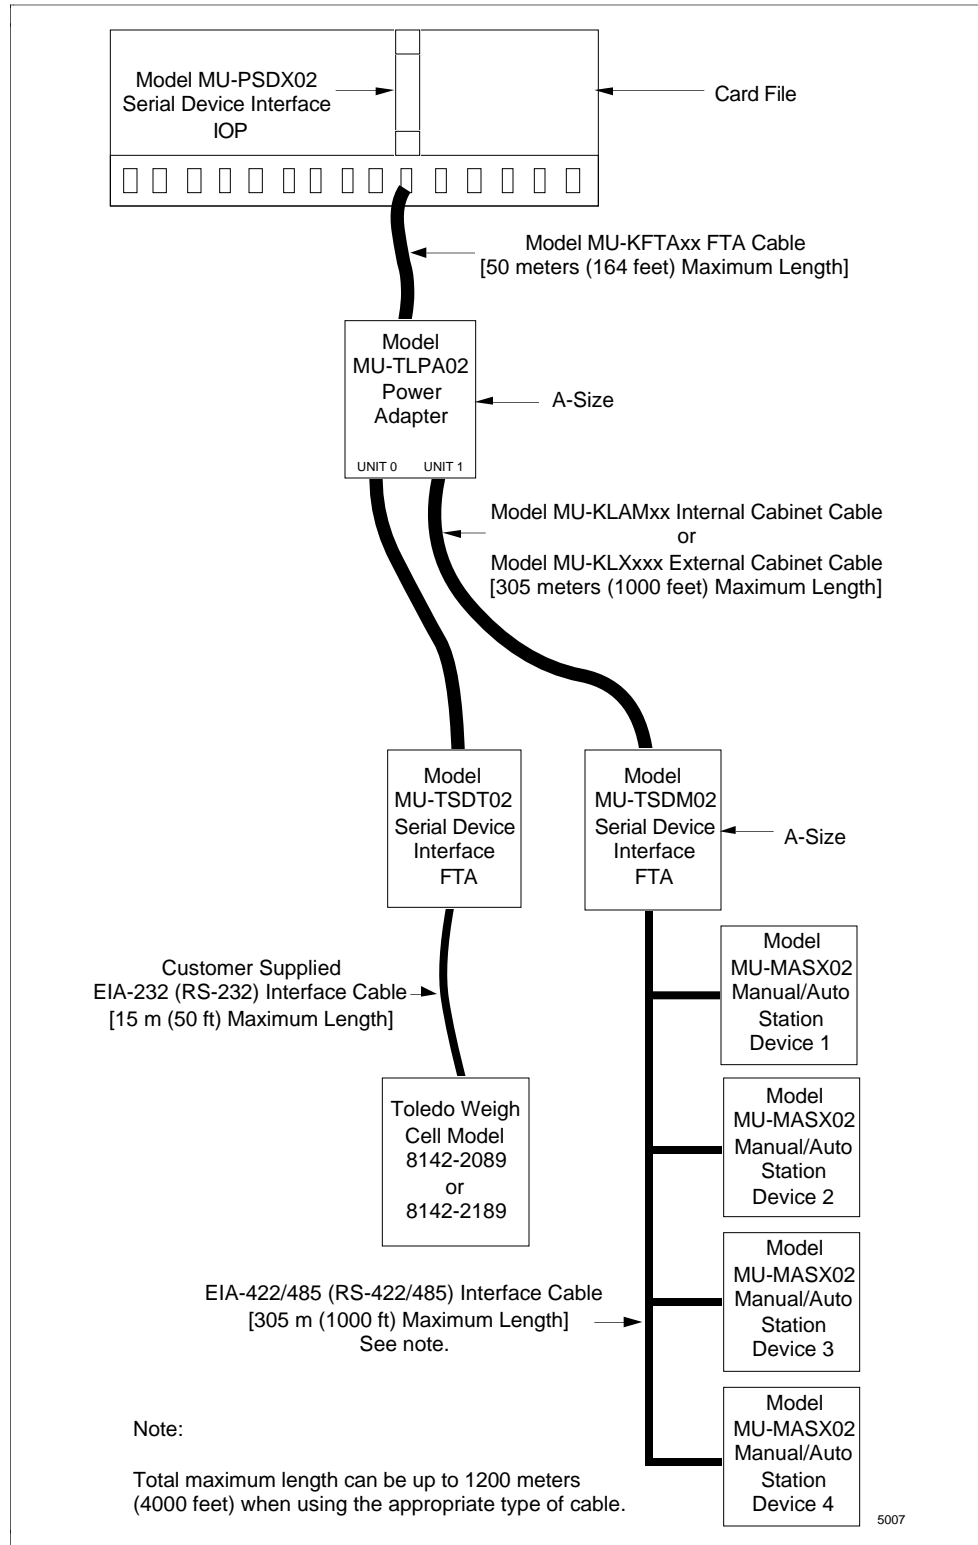 Model MU-PSDX02
Serial Device Interface
IOP
Card File
Model MU-KFTAxx FTA Cable
[50 meters (164 feet) Maximum Length]
Model
MU-TLPA02
Power
Adapter
A-Size
UNIT 0
UNIT 1
Model MU-KLAMxx Internal Cabinet Cable
or
Model MU-KLXxxx External Cabinet Cable
[305 meters (1000 feet) Maximum Length]
Model
MU-TSDT02
Serial Device
Interface
FTA
Model
MU-TSDM02
Serial Device
Interface
FTA
A-Size
Customer Supplied
EIA-232 (RS-232) Interface Cable
[15 m (50 ft) Maximum Length]
Model
MU-MASX02
Manual/Auto
Station
Device 1
Toledo Weigh
Cell Model
8142-2089
or
8142-2189
Model
MU-MASX02
Manual/Auto
Station
Device 2
EIA-422/485 (RS-422/485) Interface Cable
[305 m (1000 ft) Maximum Length]
See note.
Model
MU-MASX02
Manual/Auto
Station
Device 3
Model
MU-MASX02
Manual/Auto
Station
Device 4
Note:
Total maximum length can be up to 1200 meters
(4000 feet) when using the appropriate type of cable.
5007